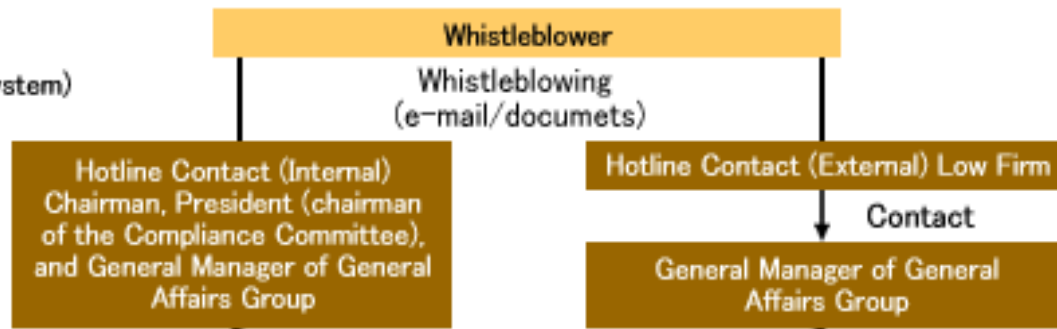 Whistleblower
ystem)
Whistleblowing
(e-mail/documets)
Hotline Contact (Internal)
Chairman, President (chairman
of the Compliance Committee),
and General Manager of General
Affairs Group
Hotline Contact (External) Low Firm
Contact
General Manager of General
Affairs Group